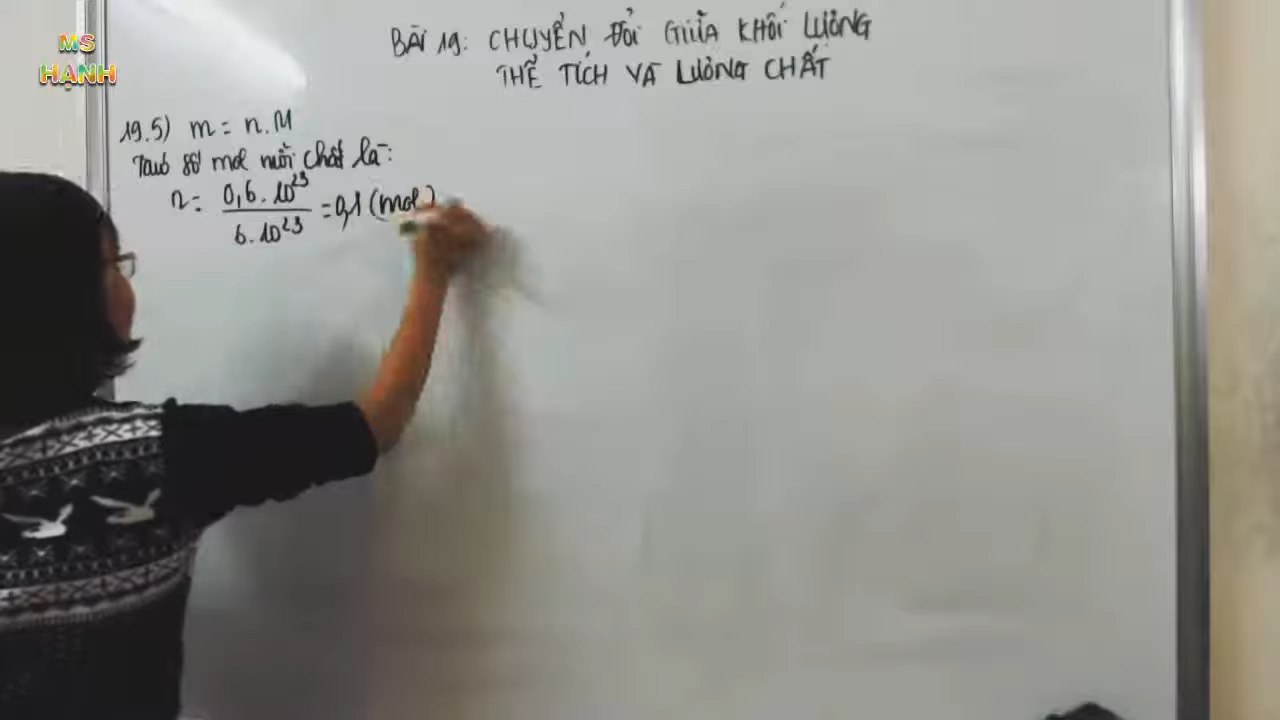 MS
HẠNH
BÀI 19: CHUYỂN ĐỔI GIỮA KHỐI LƯỢNG
THỂ TÍCH VÀ LƯỢNG CHẤT
19.5) m = n.M
số mol mỗi chất là:
n = 0,6.10²³ / 6.10²³ = 0,1 (mol)